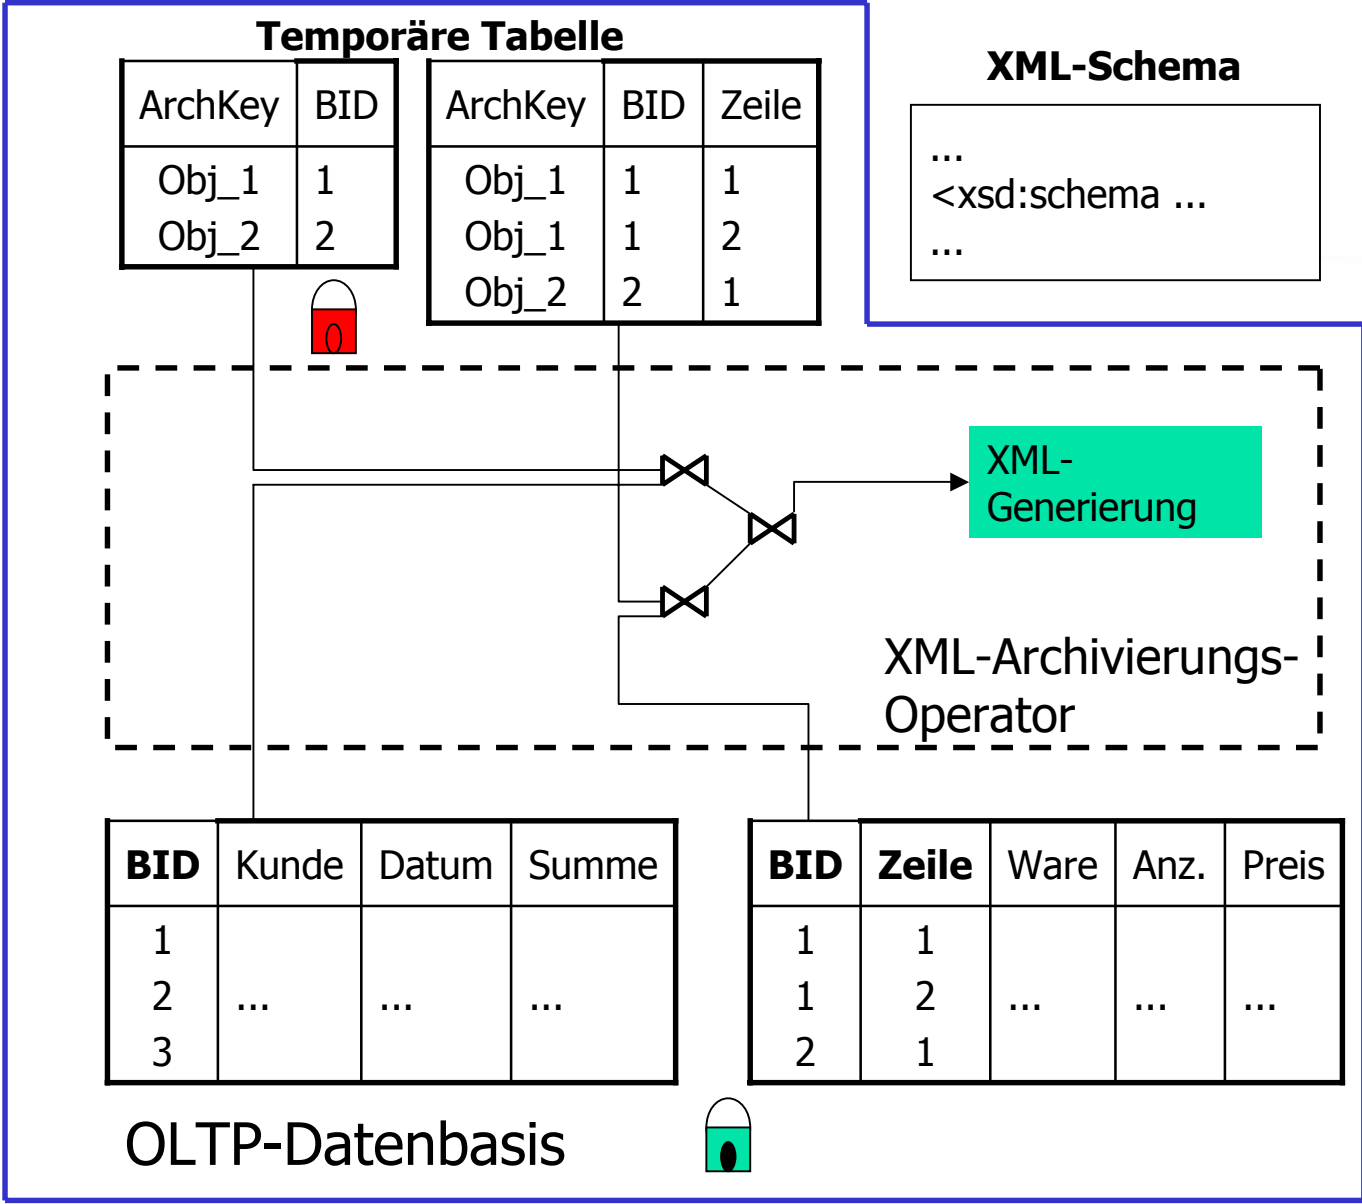 Temporäre Tabelle
ArchKey BID
Obj_1 1
Obj_2 2
ArchKey BID Zeile
Obj_1 1 1
Obj_1 1 2
Obj_2 2 1
XML-Schema
...
<xsd:schema ...
...
XML-
Generierung
XML-Archivierungs-
Operator
BID Kunde Datum Summe
1
2 ... ... ...
3
BID Zeile Ware Anz. Preis
1 1
1 2 ... ... ...
2 1
OLTP-Datenbasis